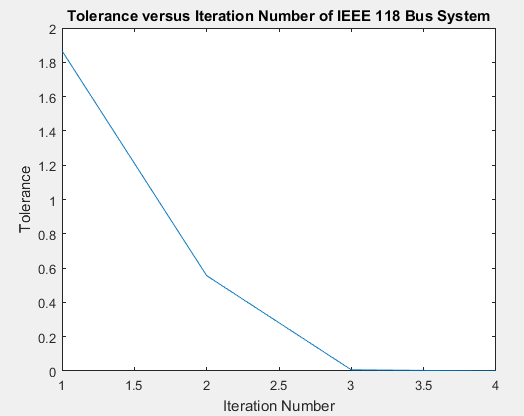 Tolerance versus Iteration Number of IEEE 118 Bus System
2
1.8
1.6
1.4
1.2
1
0.8
0.6
0.4
0.2
0
Tolerance
1 1.5 2 2.5 3 3.5 4
Iteration Number